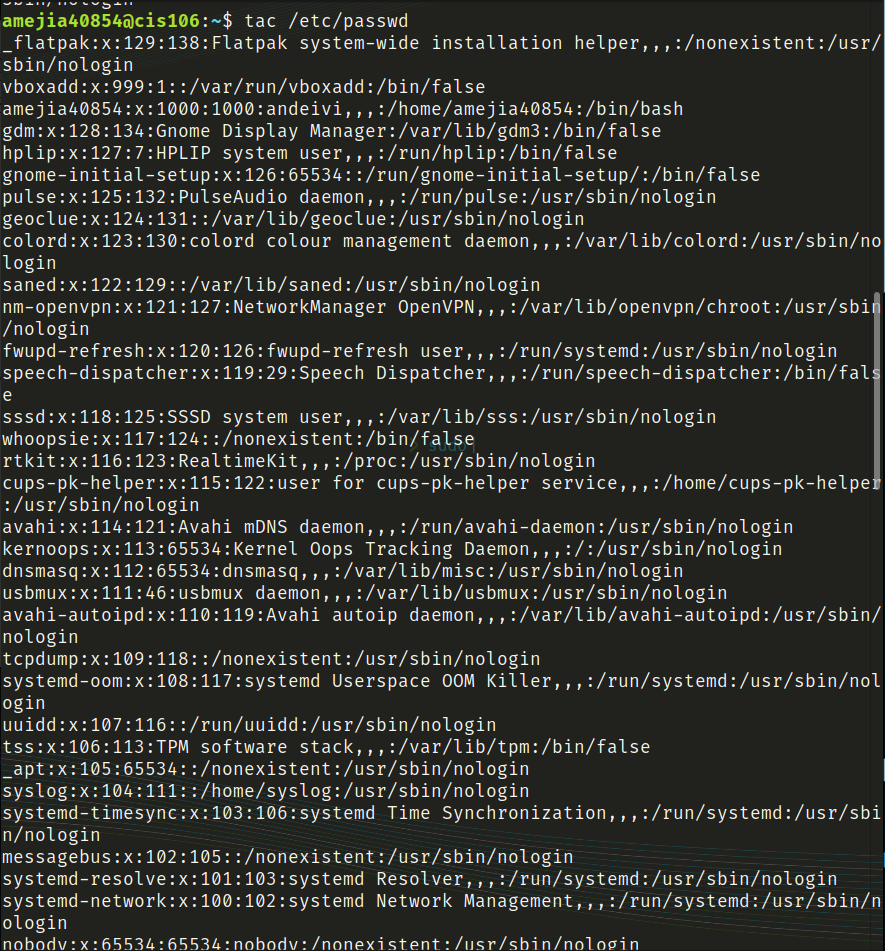 sbin/nologin
amejia40854@cis106:~$ tac /etc/passwd
_flatpak:x:129:138:Flatpak system-wide installation helper,,,:/nonexistent:/usr/
sbin/nologin
vboxadd:x:999:1::/var/run/vboxadd:/bin/false
amejia40854:x:1000:1000:andeivi,,,:/home/amejia40854:/bin/bash
gdm:x:128:134:Gnome Display Manager:/var/lib/gdm3:/bin/false
hplip:x:127:7:HPLIP system user,,,:/run/hplip:/bin/false
gnome-initial-setup:x:126:65534::/run/gnome-initial-setup/:/bin/false
pulse:x:125:132:PulseAudio daemon,,,:/run/pulse:/usr/sbin/nologin
geoclue:x:124:131::/var/lib/geoclue:/usr/sbin/nologin
colord:x:123:130:colord colour management daemon,,,:/var/lib/colord:/usr/sbin/no
login
saned:x:122:129::/var/lib/saned:/usr/sbin/nologin
nm-openvpn:x:121:127:NetworkManager OpenVPN,,,:/var/lib/openvpn/chroot:/usr/sbin
/nologin
fwupd-refresh:x:120:126:fwupd-refresh user,,,:/run/systemd:/usr/sbin/nologin
speech-dispatcher:x:119:29:Speech Dispatcher,,,:/run/speech-dispatcher:/bin/fals
e
sssd:x:118:125:SSSD system user,,,:/var/lib/sss:/usr/sbin/nologin
whoopsie:x:117:124::/nonexistent:/bin/false
sudo
rtkit:x:116:123:RealtimeKit,,,:/proc:/usr/sbin/nologin
cups-pk-helper:x:115:122:user for cups-pk-helper service,,,:/home/cups-pk-helper
:/usr/sbin/nologin
avahi:x:114:121:Avahi mDNS daemon,,,:/run/avahi-daemon:/usr/sbin/nologin
kernoops:x:113:65534:Kernel Oops Tracking Daemon,,,:/:/usr/sbin/nologin
dnsmasq:x:112:65534:dnsmasq,,,:/var/lib/misc:/usr/sbin/nologin
usbmux:x:111:46:usbmux daemon,,,:/var/lib/usbmux:/usr/sbin/nologin
avahi-autoipd:x:110:119:Avahi autoip daemon,,,:/var/lib/avahi-autoipd:/usr/sbin/
nologin
tcpdump:x:109:118::/nonexistent:/usr/sbin/nologin
systemd-oom:x:108:117:systemd Userspace OOM Killer,,,:/run/systemd:/usr/sbin/nol
ogin
uuidd:x:107:116::/run/uuidd:/usr/sbin/nologin
tss:x:106:113:TPM software stack,,,:/var/lib/tpm:/bin/false
_apt:x:105:65534::/nonexistent:/usr/sbin/nologin
syslog:x:104:111::/home/syslog:/usr/sbin/nologin
systemd-timesync:x:103:106:systemd Time Synchronization,,,:/run/systemd:/usr/sbi
n/nologin
messagebus:x:102:105::/nonexistent:/usr/sbin/nologin
systemd-resolve:x:101:103:systemd Resolver,,,:/run/systemd:/usr/sbin/nologin
systemd-network:x:100:102:systemd Network Management,,,:/run/systemd:/usr/sbin/n
ologin
nobody:x:65534:65534:nobody:/nonexistent:/usr/sbin/nologin